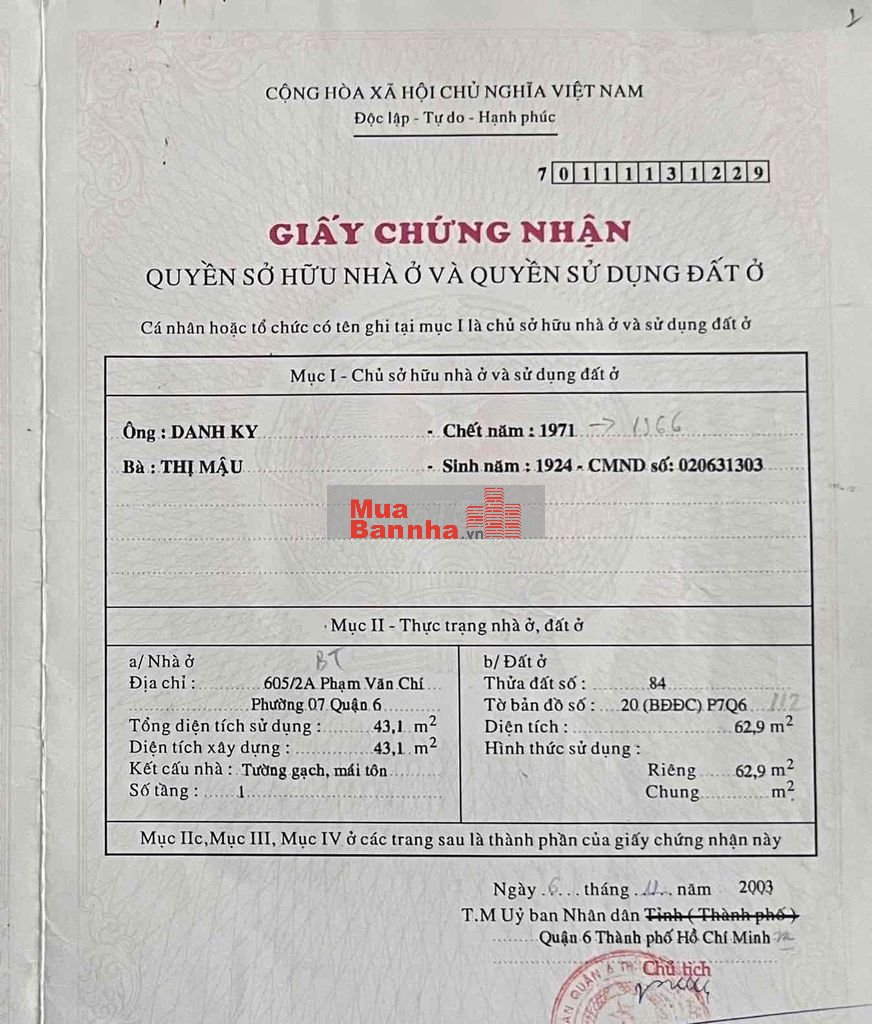 1
CỘNG HÒA XÃ HỘI CHỦ NGHĨA VIỆT NAM
Độc lập - Tự do - Hạnh phúc
7 0 1 1 1 1 3 1 2 2 9
GIẤY CHỨNG NHẬN
QUYỀN SỞ HỮU NHÀ Ở VÀ QUYỀN SỬ DỤNG ĐẤT Ở
Cá nhân hoặc tổ chức có tên ghi tại mục I là chủ sở hữu nhà ở và sử dụng đất ở
Mục I - Chủ sở hữu nhà ở và sử dụng đất ở
Ông : DANH KY - Chết năm : 1971 → 1966
Bà : THỊ MẬU - Sinh năm : 1924 - CMND số: 020631303
Mua
Bannha.vn
Mục II - Thực trạng nhà ở, đất ở
a/ Nhà ở BT
Địa chỉ : 605/2A Phạm Văn Chí
Phường 07 Quận 6
Tổng diện tích sử dụng : 43,1 m²
Diện tích xây dựng : 43,1 m²
Kết cấu nhà : Tường gạch, mái tôn
Số tầng : 1
b/ Đất ở
Thửa đất số : 84
Tờ bản đồ số : 20 (BĐĐC) P7Q6 112
Diện tích : 62,9 m²
Hình thức sử dụng :
Riêng 62,9 m²
Chung m²
Mục IIc, Mục III, Mục IV ở các trang sau là thành phần của giấy chứng nhận này
Ngày 6 tháng 11 năm 2003
T.M Uỷ ban Nhân dân Tỉnh ( Thành phố )
Quận 6 Thành phố Hồ Chí Minh
Chủ tịch
QUẬN 6